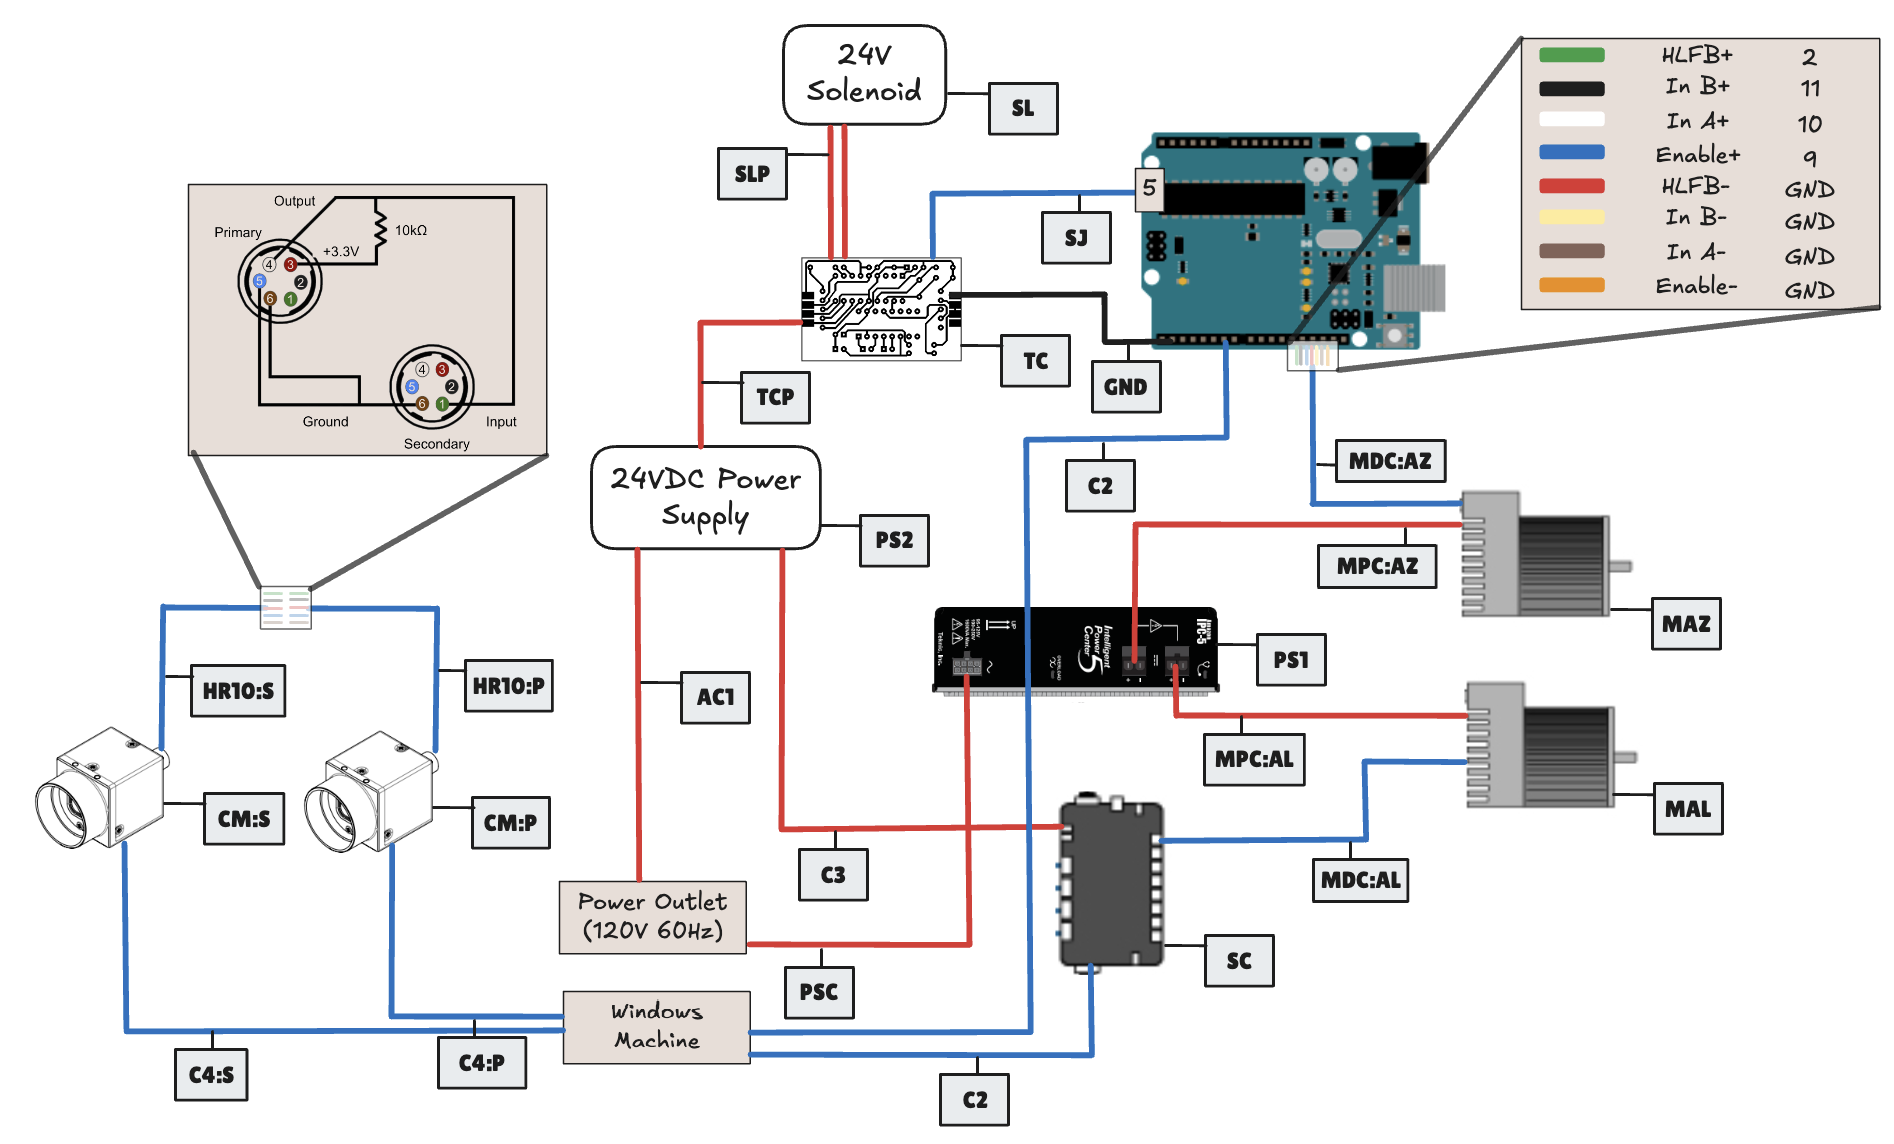 24V
Solenoid
SL
SLP
5
SJ
HLFB+ 2
In B+ 11
In A+ 10
Enable+ 9
HLFB- GND
In B- GND
In A- GND
Enable- GND
Output
Primary
10kΩ
+3.3V
4 3
5 2
6 1
4 3
5 2
6 1
Ground
Input
Secondary
TC
TCP
GND
24VDC Power
Supply
PS2
C2
MDC:AZ
MPC:AZ
MAZ
HR10:S
HR10:P
AC1
UP
Teknic, Inc.
Intelligent
Power
Center
5
IPC-5
OVERLOAD
PS1
MPC:AL
CM:S
CM:P
MAL
C3
MDC:AL
Power Outlet
(120V 60Hz)
SC
PSC
Windows
Machine
C4:S
C4:P
C2